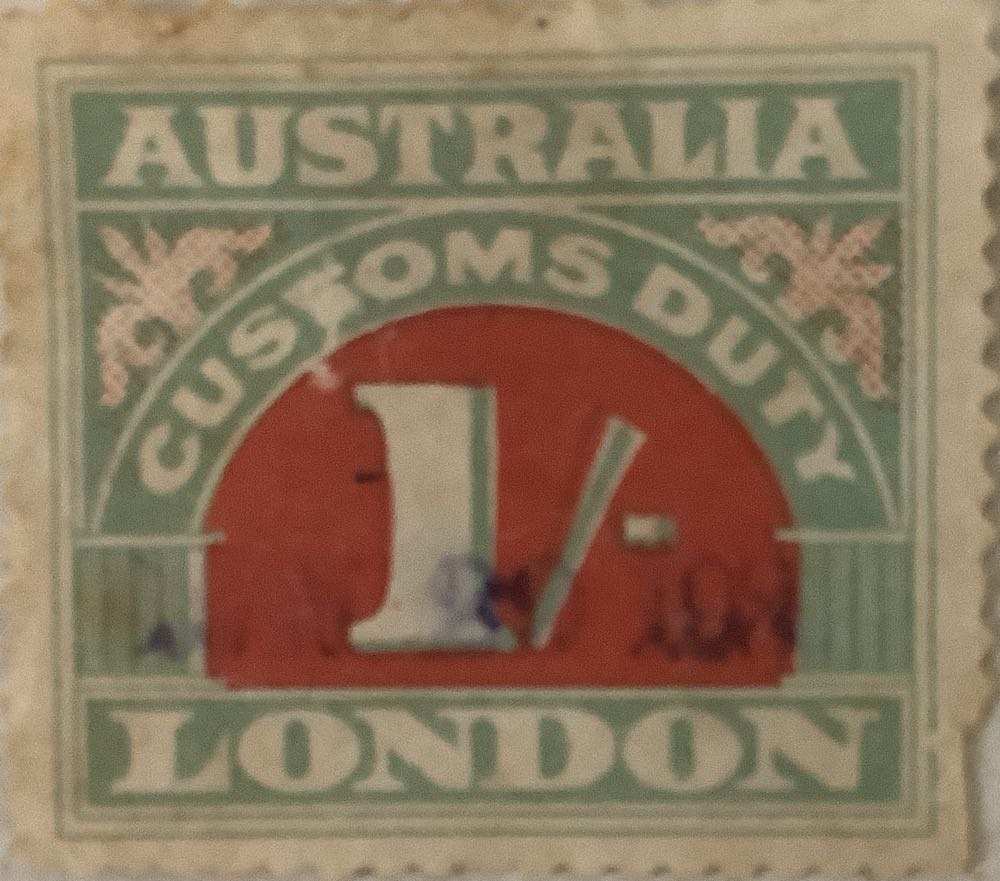 AUSTRALIA
CUSTOMS DUTY
1/-
LONDON